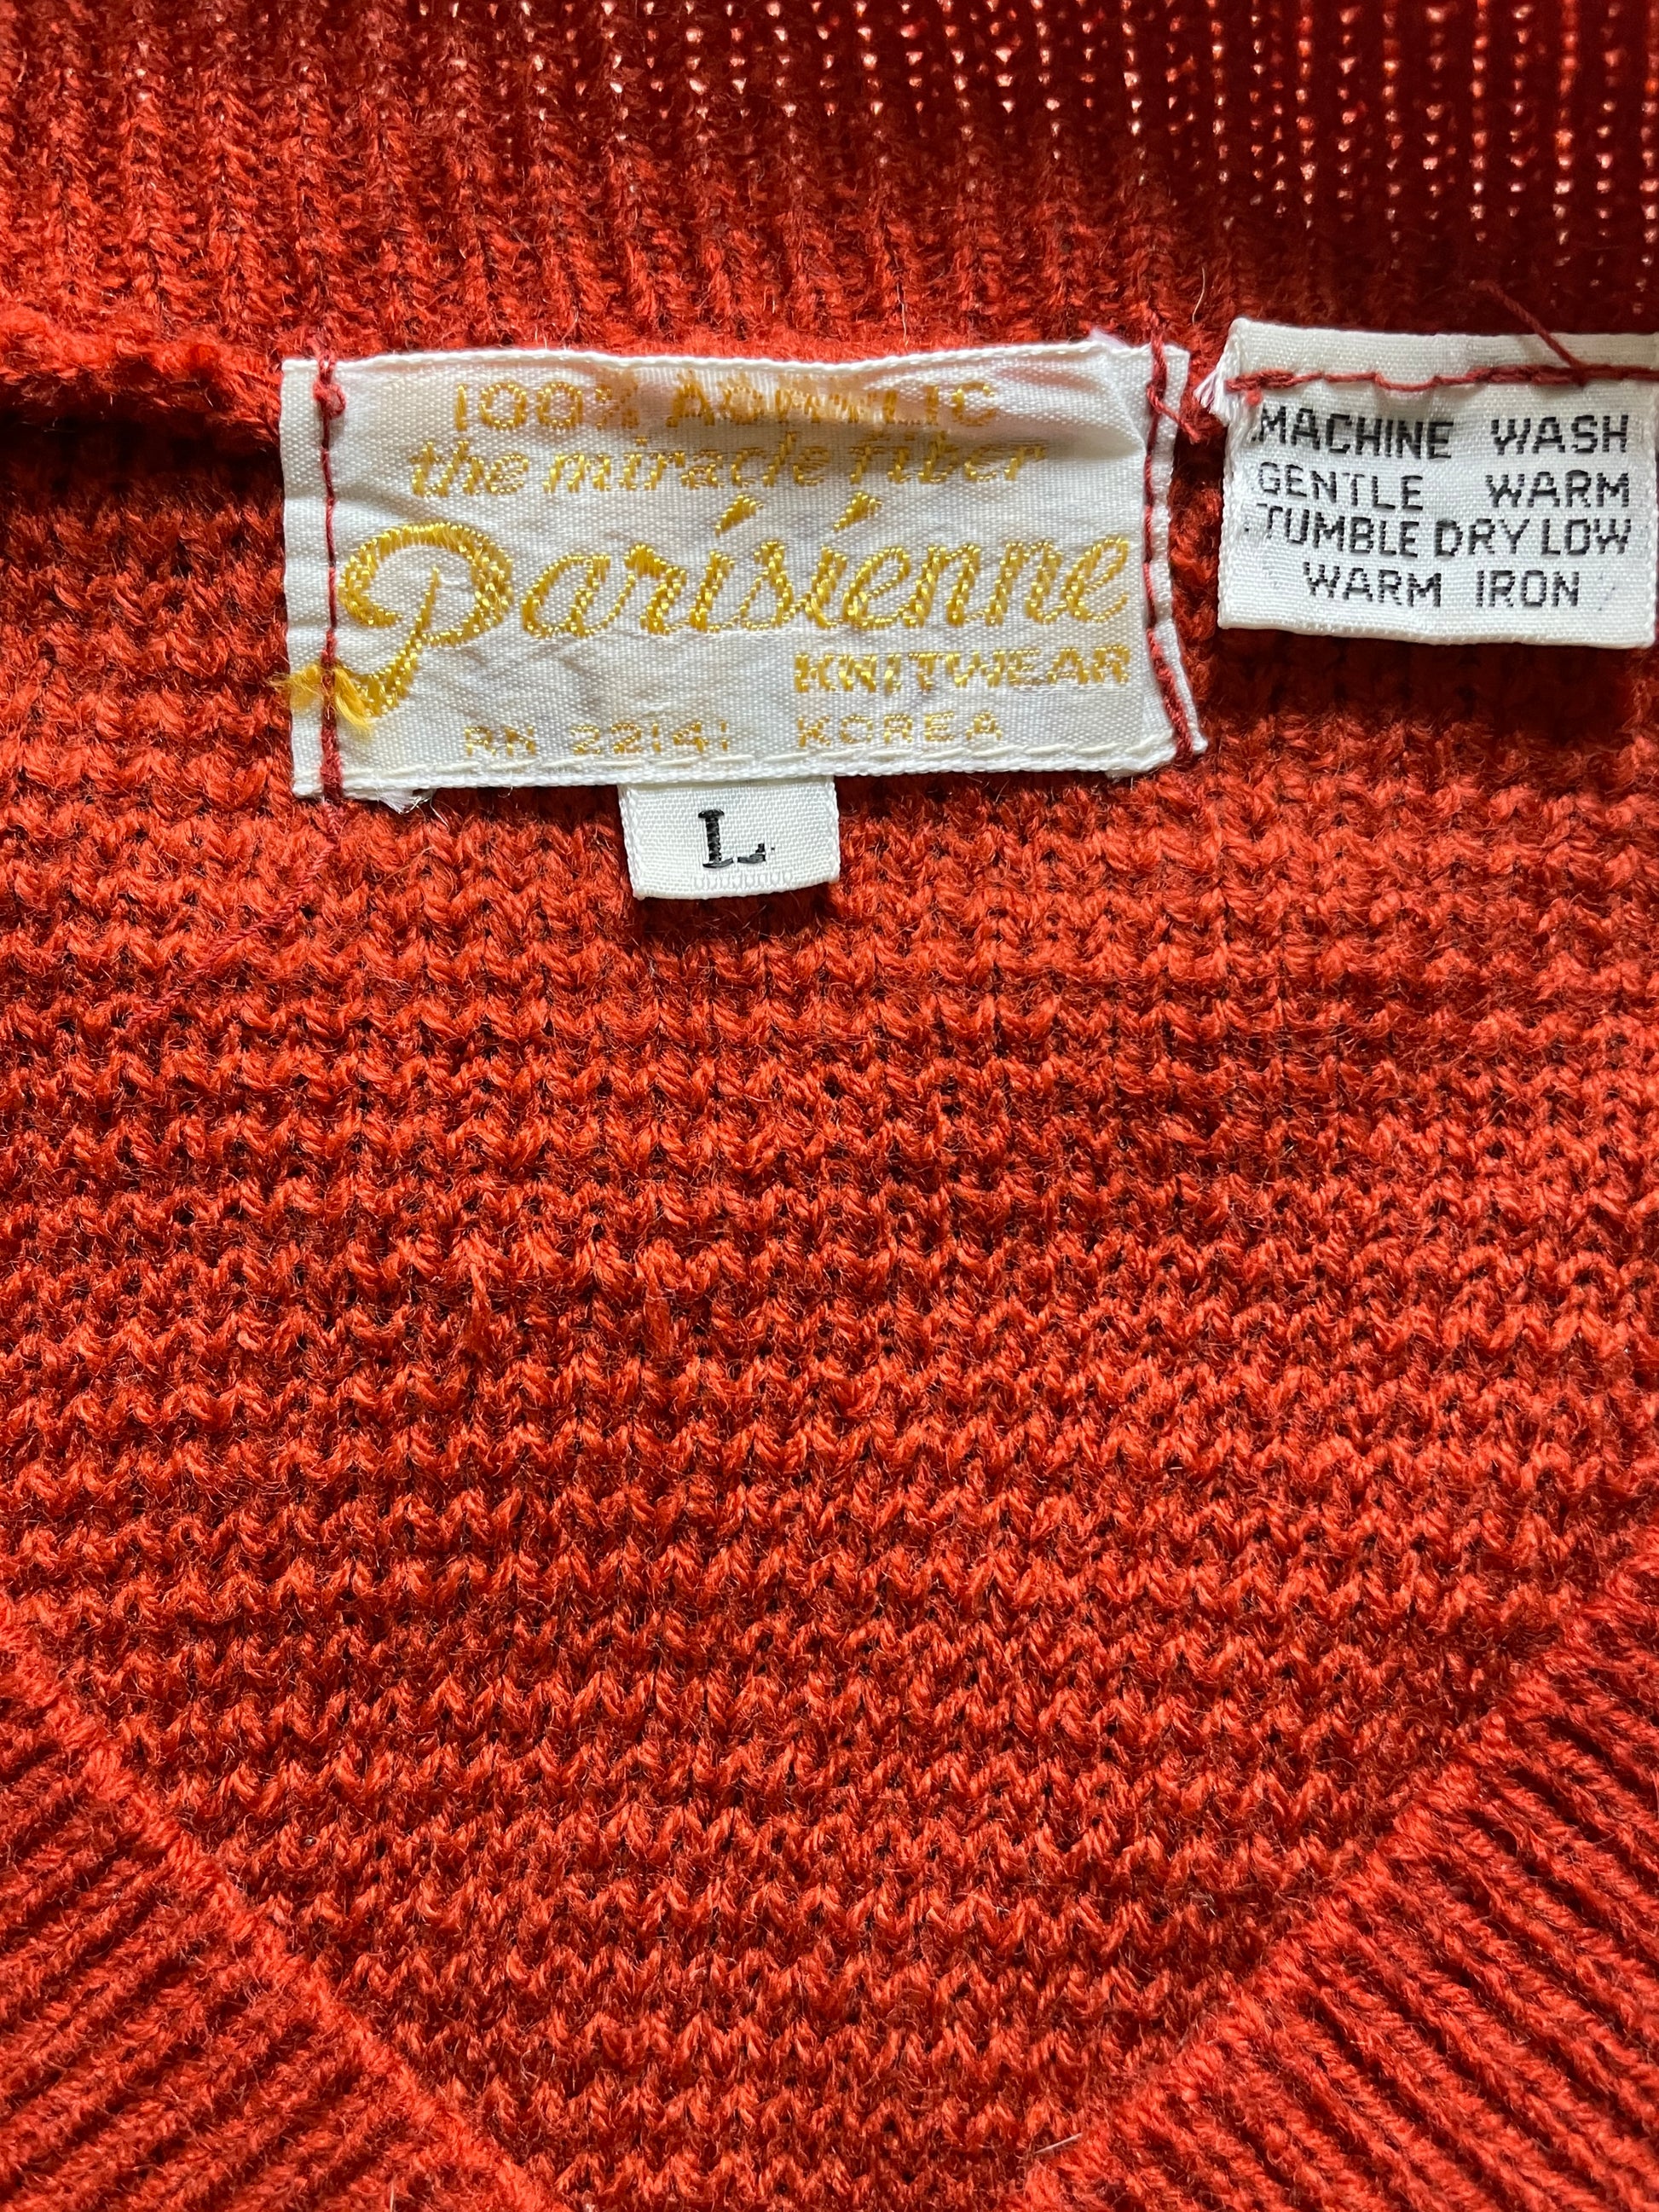 100% ACRYLIC
the miracle fiber
Parisienne
KNITWEAR
RN 22141 KOREA
L
MACHINE WASH
GENTLE WARM
TUMBLE DRY LOW
WARM IRON